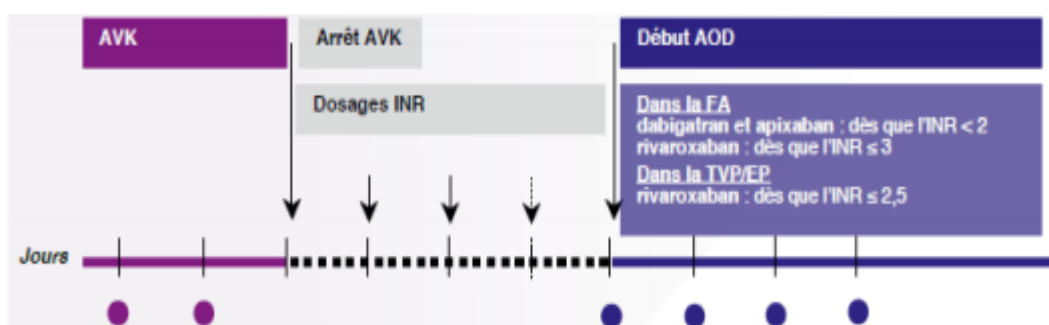 AVK
Arrêt AVK
Début AOD
Dosages INR
Dans la FA
dabigatran et apixaban : dès que l'INR < 2
rivaroxaban : dès que l'INR ≤ 3
Dans la TVP/EP
rivaroxaban : dès que l'INR ≤ 2,5
Jours